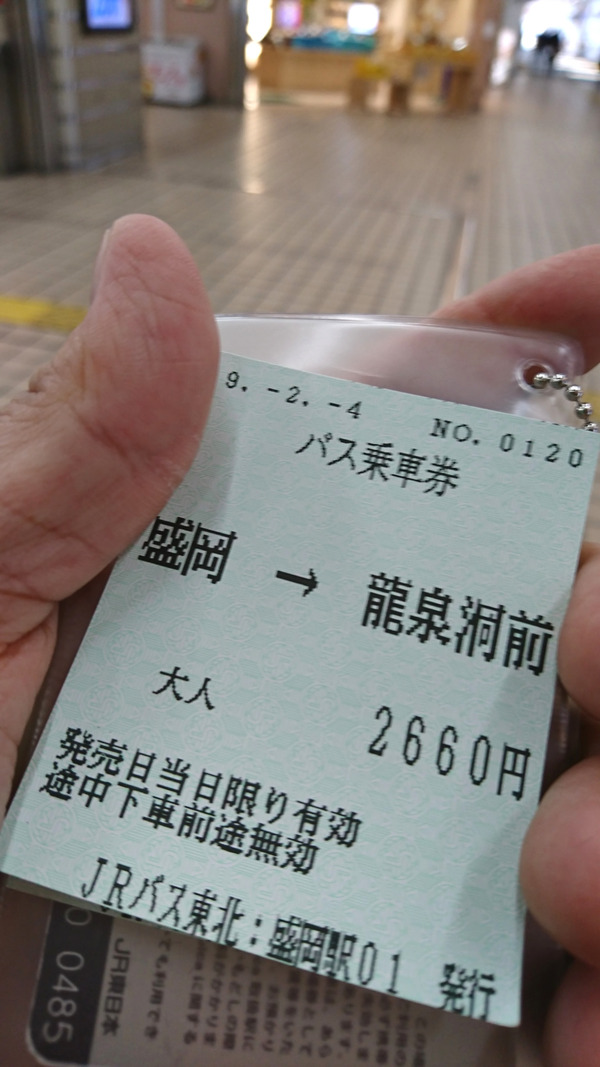 9.-2.-4 NO.0120
バス乗車券
盛岡 → 龍泉洞前
大人 2660円
発売日当日限り有効
途中下車前途無効
JRバス東北:盛岡駅01 発行
0485
JR東日本